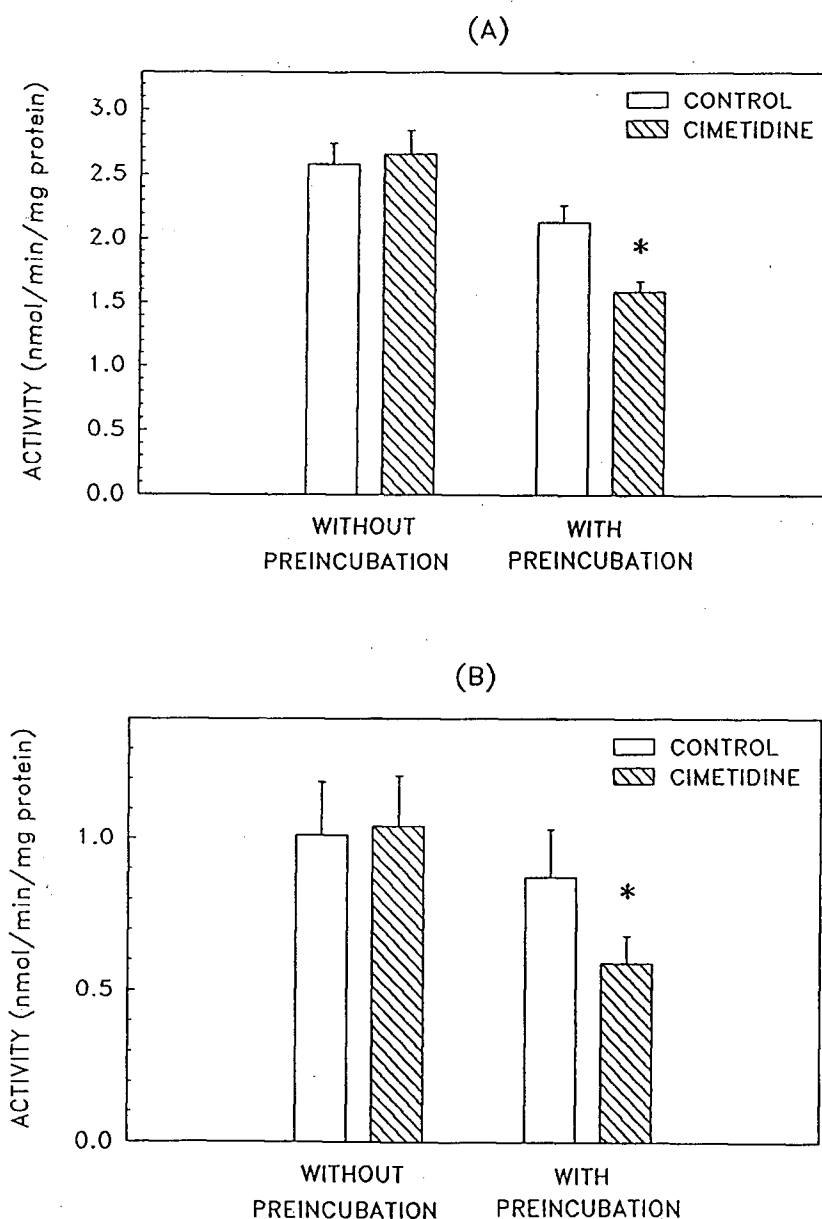 (A)
ACTIVITY (nmol/min/mg protein)
3.0
2.5
2.0
1.5
1.0
0.5
0.0
CONTROL
CIMETIDINE
*
WITHOUT
PREINCUBATION
WITH
PREINCUBATION
(B)
ACTIVITY (nmol/min/mg protein)
1.0
0.5
0.0
CONTROL
CIMETIDINE
*
WITHOUT
PREINCUBATION
WITH
PREINCUBATION